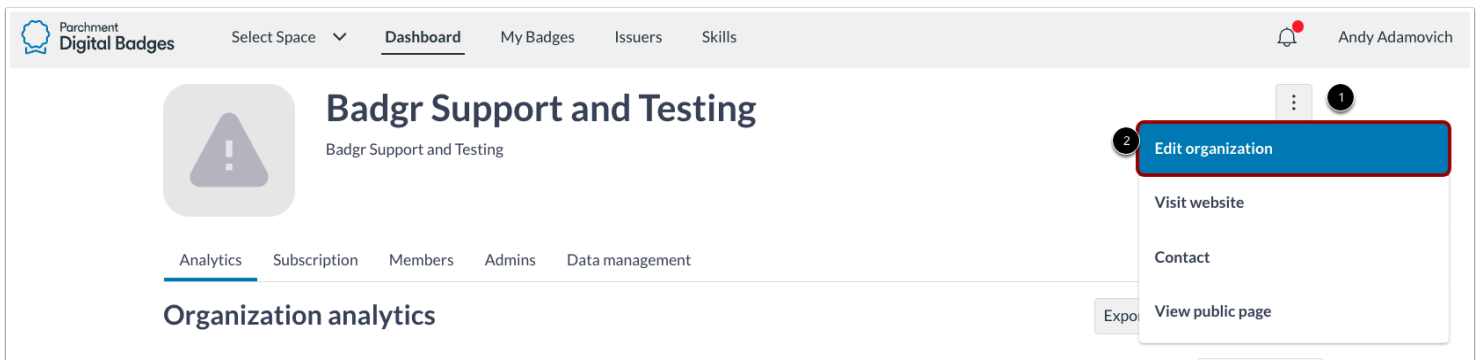 Parchment
Digital Badges
Select Space
Dashboard
My Badges
Issuers
Skills
Andy Adamovich
Badgr Support and Testing
1
Badgr Support and Testing
2
Edit organization
Visit website
Contact
View public page
Analytics
Subscription
Members
Admins
Data management
Organization analytics
Expo